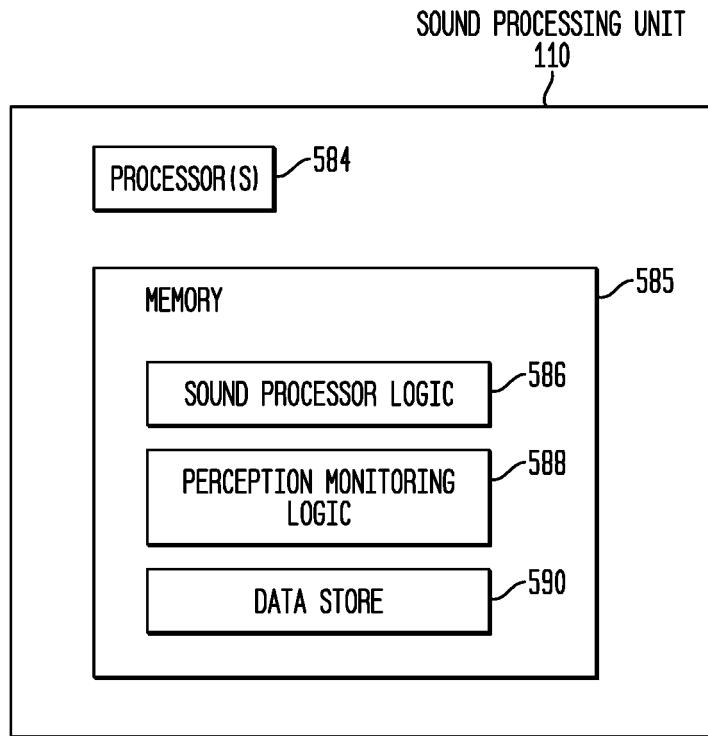 SOUND PROCESSING UNIT
110
PROCESSOR(S)
584
585
MEMORY
586
SOUND PROCESSOR LOGIC
588
PERCEPTION MONITORING
LOGIC
590
DATA STORE